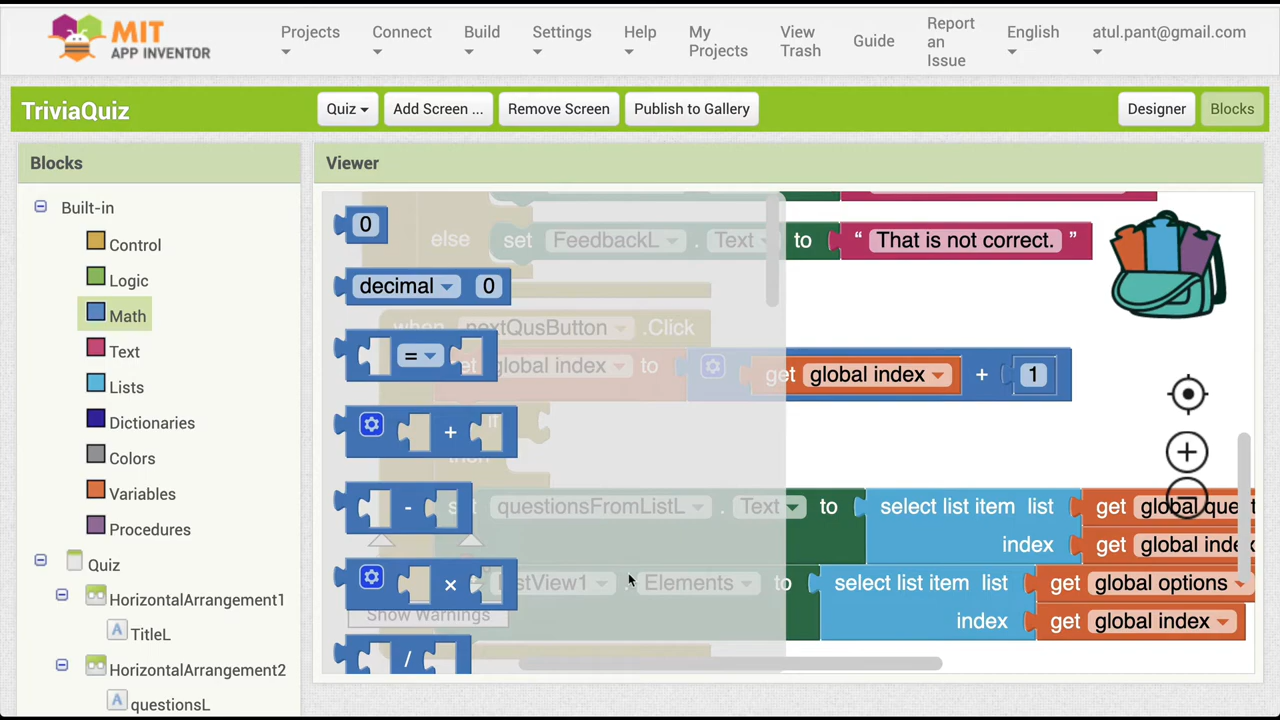 MIT
APP INVENTOR
Projects
Connect
Build
Settings
Help
My
Projects
View
Trash
Guide
Report
an
Issue
English
atul.pant@gmail.com
TriviaQuiz
Quiz
Add Screen ...
Remove Screen
Publish to Gallery
Designer
Blocks
Blocks
Viewer
Built-in
Control
Logic
Math
Text
Lists
Dictionaries
Colors
Variables
Procedures
Quiz
HorizontalArrangement1
TitleL
HorizontalArrangement2
questionsL
0
decimal 0
=
+
-
×
/
else set FeedbackL . Text to “ That is not correct. ”
when nextQusButton .Click
global index to get global index + 1
if
then
questionsFromListL . Text to select list item list get global
index get global
Elements to select list item list get global options
index get global index
Show Warnings